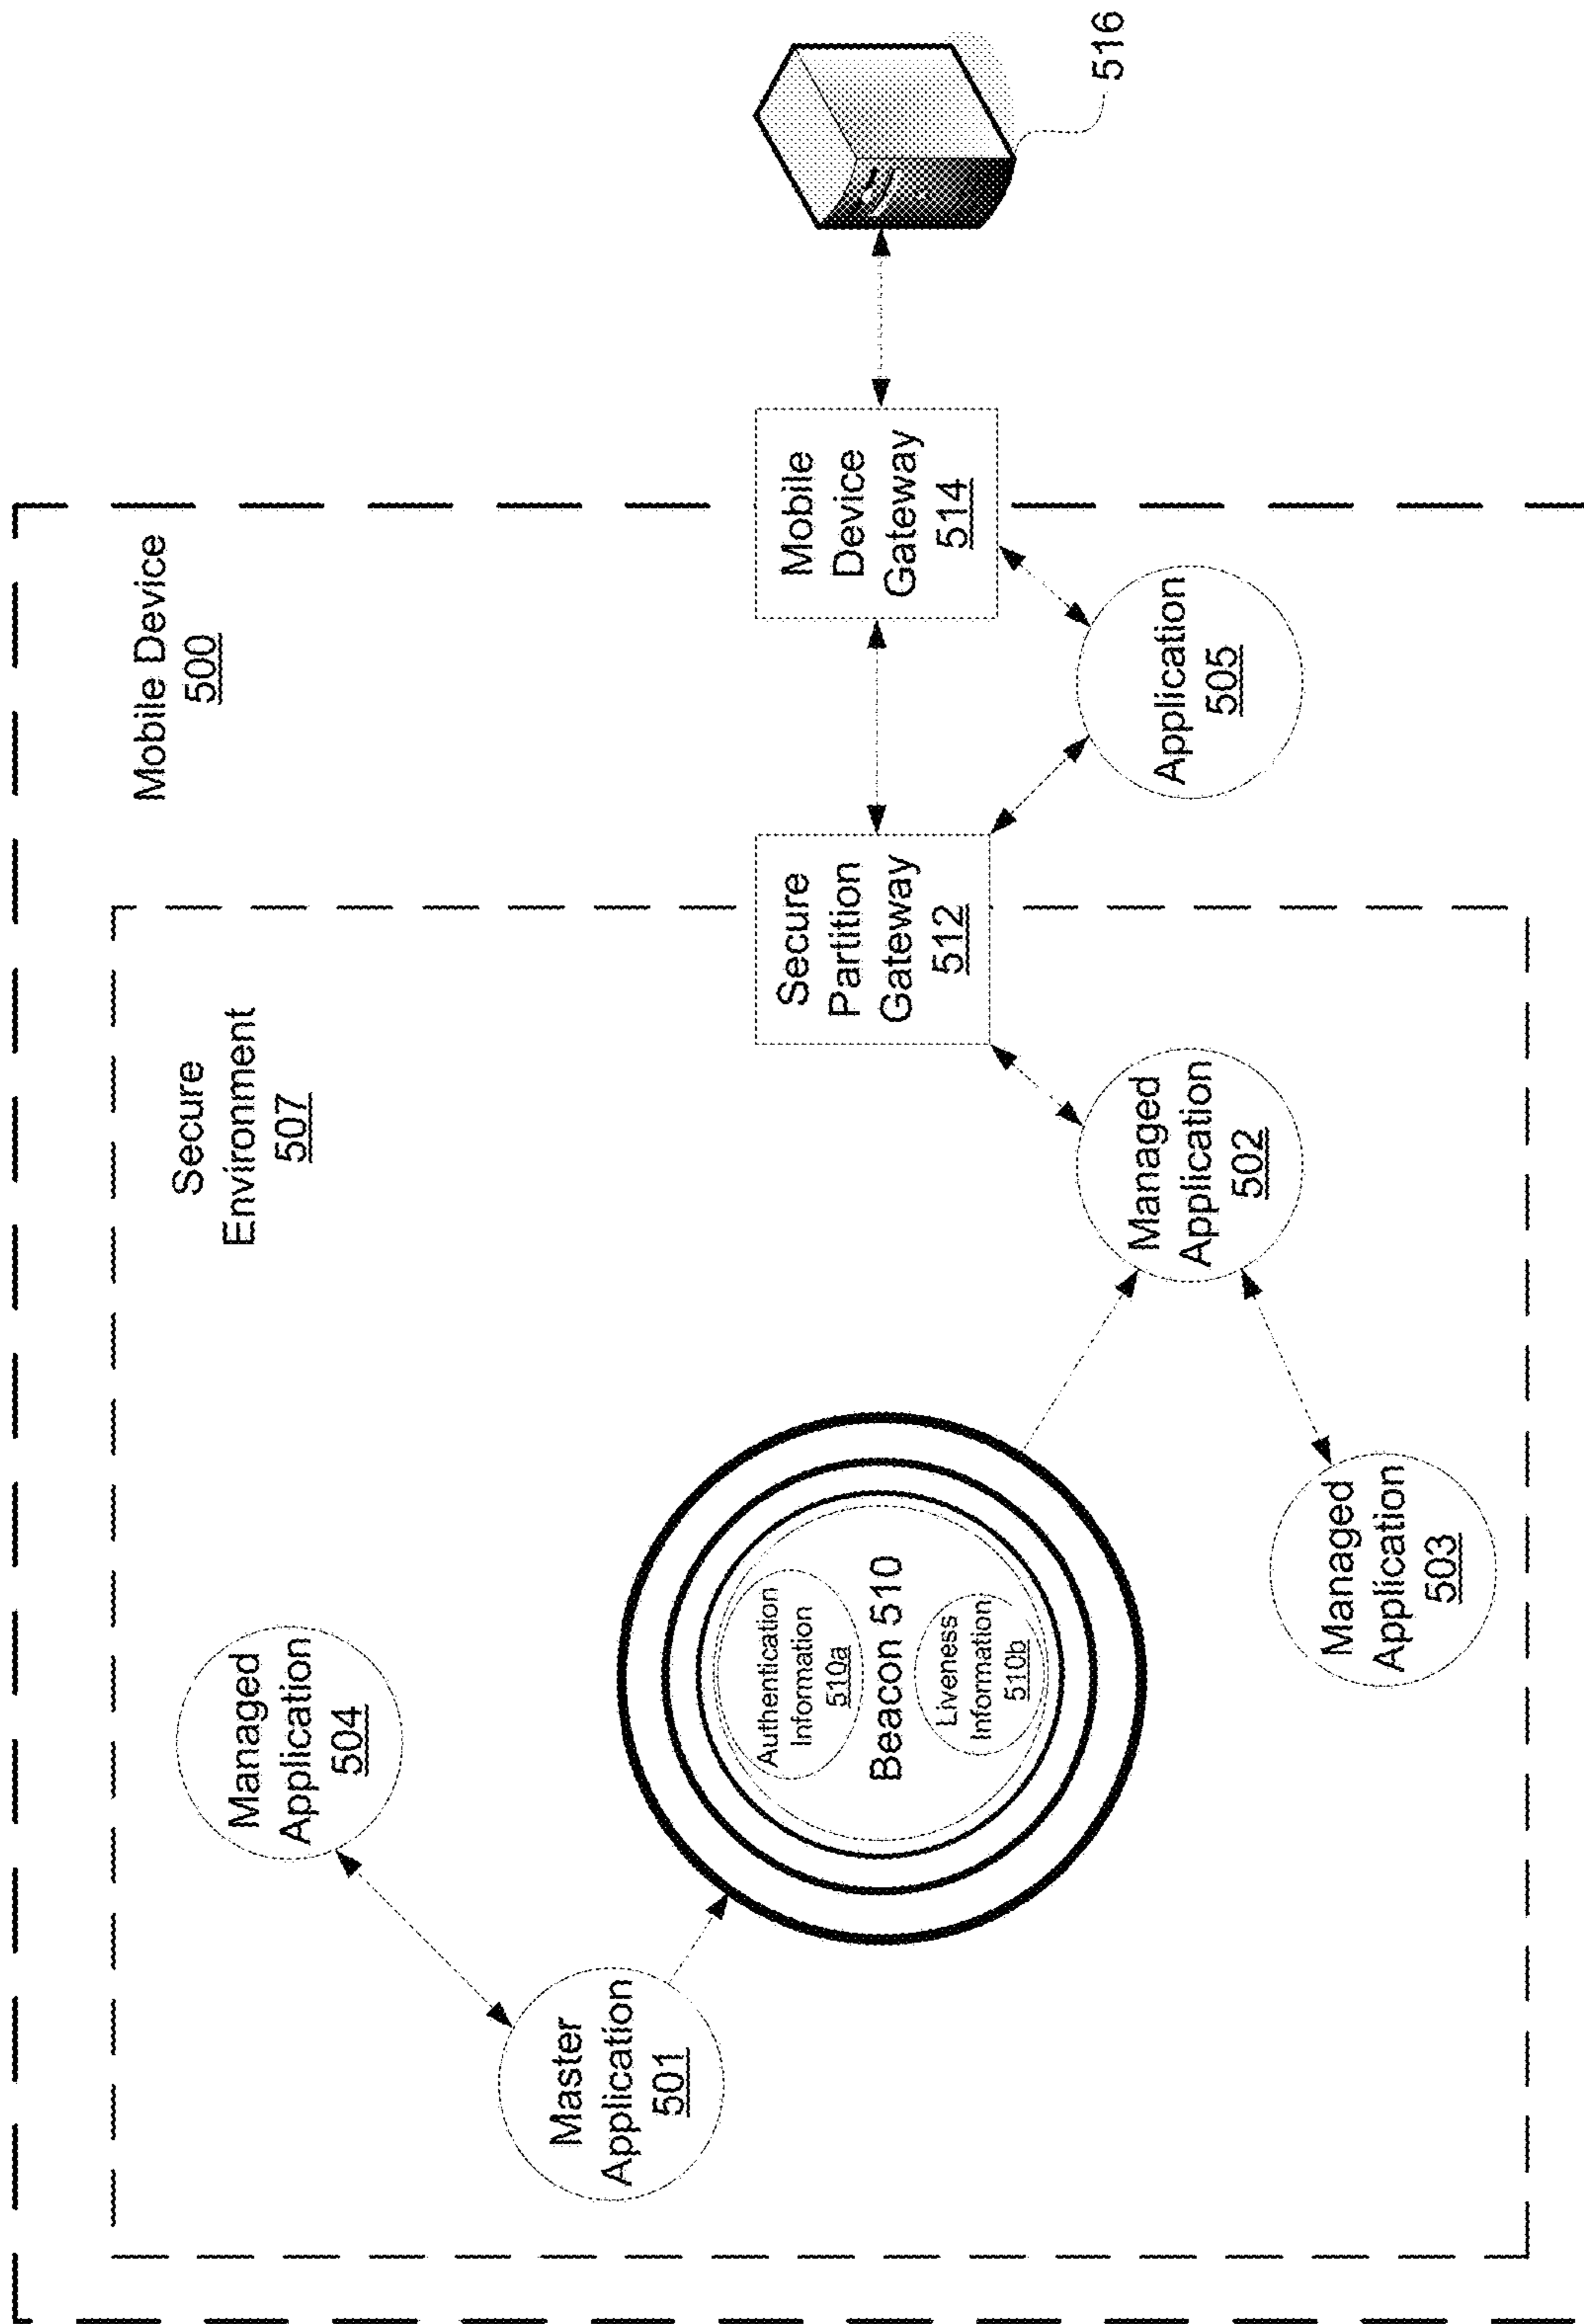 Mobile Device
500
Secure
Environment
507
Managed
Application
504
Master
Application
501
Authentication
Information
510a
Beacon 510
Liveness
Information
510b
Secure
Partition
Gateway
512
Mobile
Device
Gateway
514
516
Managed
Application
502
Application
505
Managed
Application
503